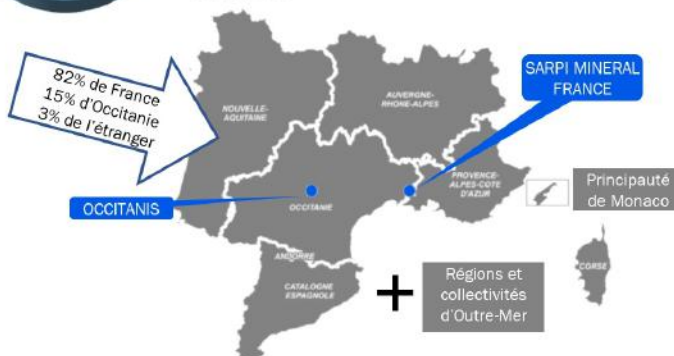 82% de France
15% d'Occitanie
3% de l'étranger
NOUVELLE-
AQUITAINE
AUVERGNE-
RHONE-ALPES
SARPI MINERAL
FRANCE
OCCITANIS
OCCITANIE
PROVENCE-
ALPES-COTE
D'AZUR
Principauté
de Monaco
ANDORRE
CATALOGNE
ESPAGNOLE
+
Régions et
collectivités
d'Outre-Mer
CORSE